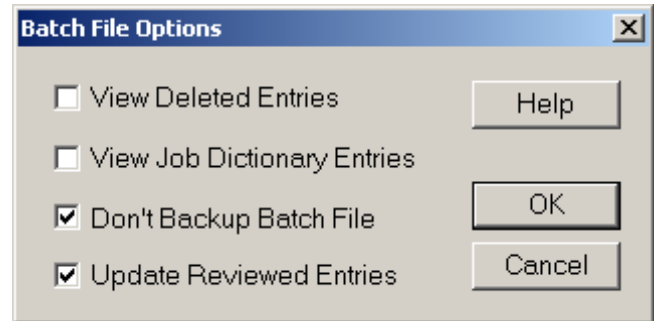 Batch File Options
View Deleted Entries
Help
View Job Dictionary Entries
Don't Backup Batch File
OK
Update Reviewed Entries
Cancel